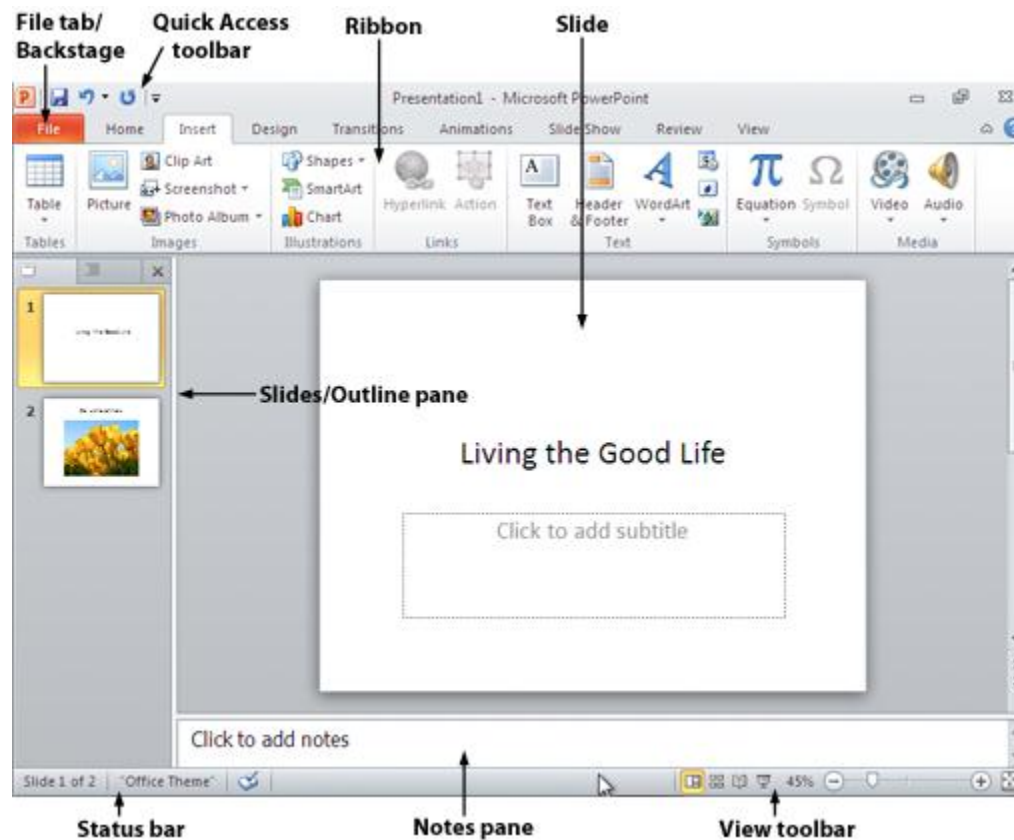 File tab/
Backstage
Quick Access
toolbar
Ribbon
Slide
Presentation1 - Microsoft PowerPoint
File Home Insert Design Transitions Animations Slide Show Review View
Table
Picture
Clip Art
Screenshot
Photo Album
Shapes
SmartArt
Chart
Hyperlink
Action
A
Text
Box
Header
& Footer
A
WordArt
π
Equation
Ω
Symbol
Video
Audio
Tables Images Illustrations Links Text Symbols Media
1
2
Slides/Outline pane
Living the Good Life
Click to add subtitle
Click to add notes
Slide 1 of 2 "Office Theme" 45%
Status bar
Notes pane
View toolbar